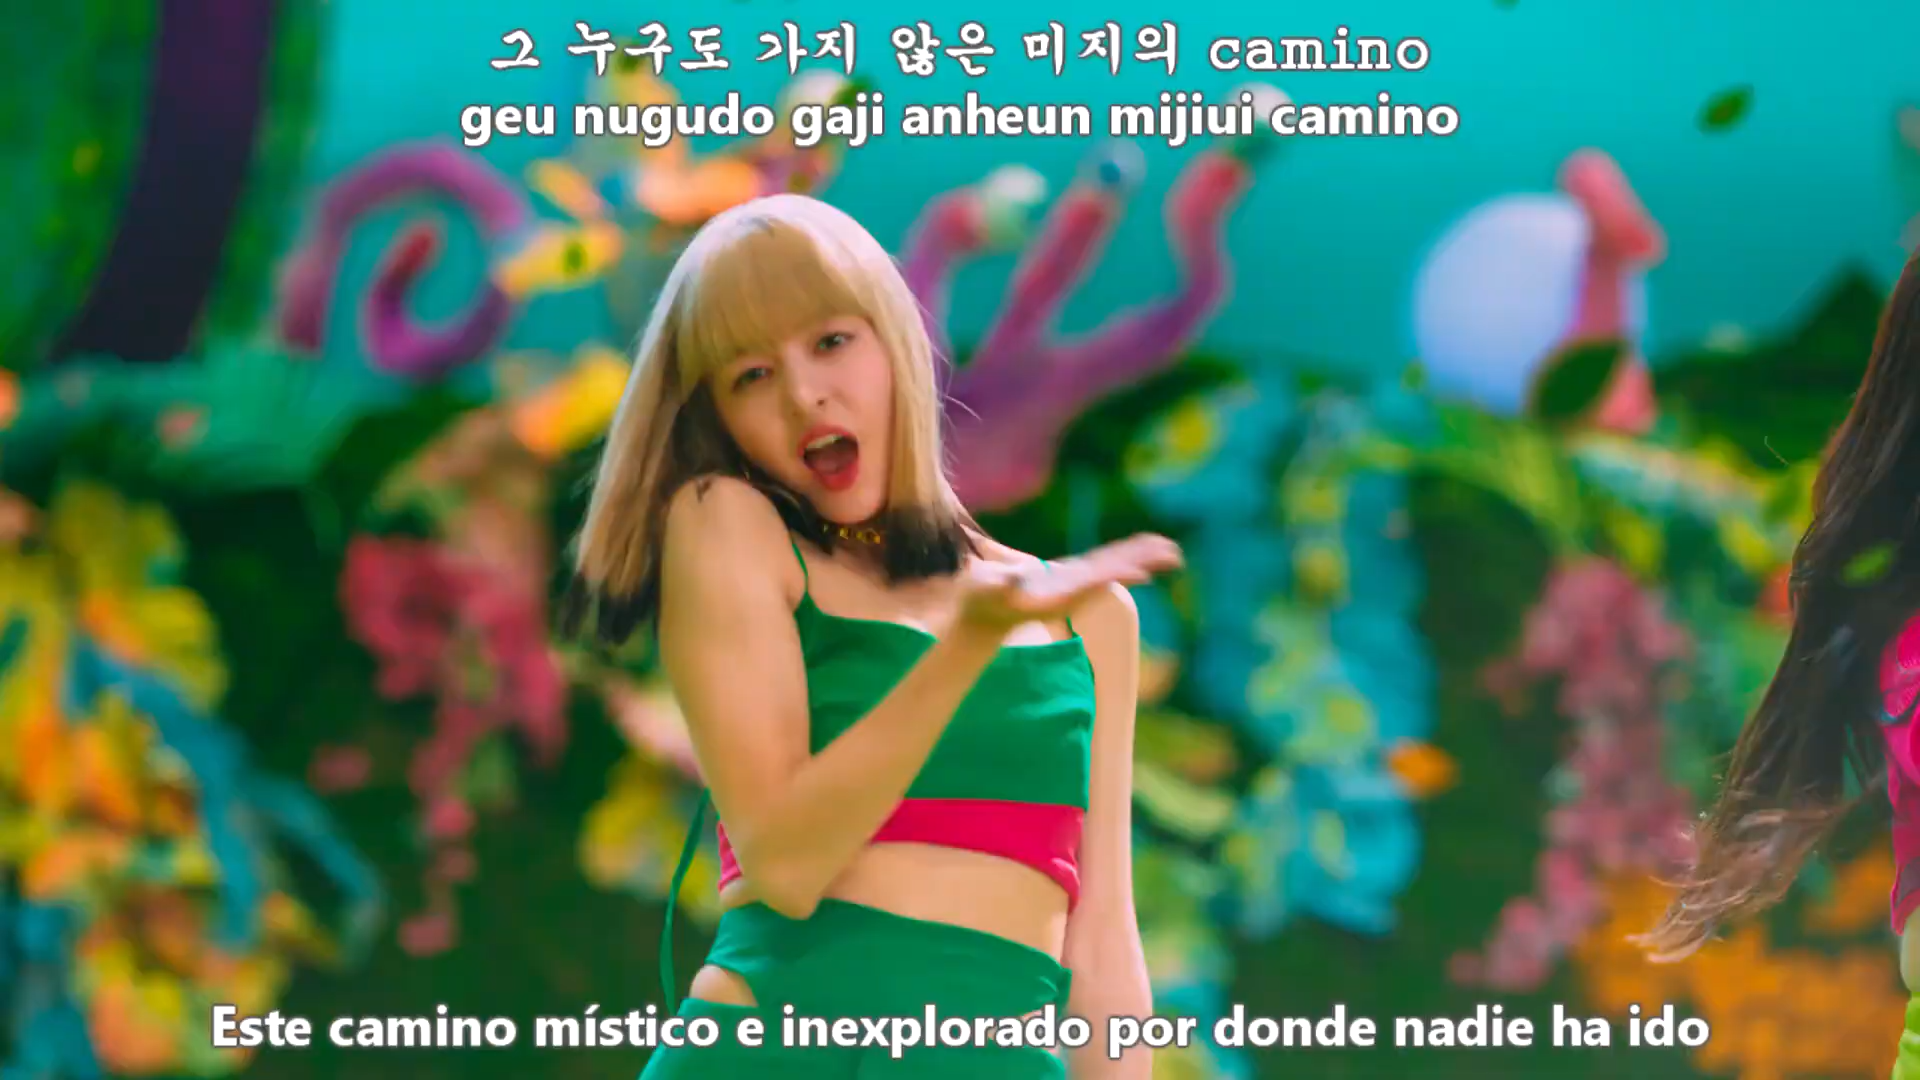 그 누구도 가지 않은 미지의 camino
geu nugudo gaji anheun mijiui camino
Este camino místico e inexplorado por donde nadie ha ido